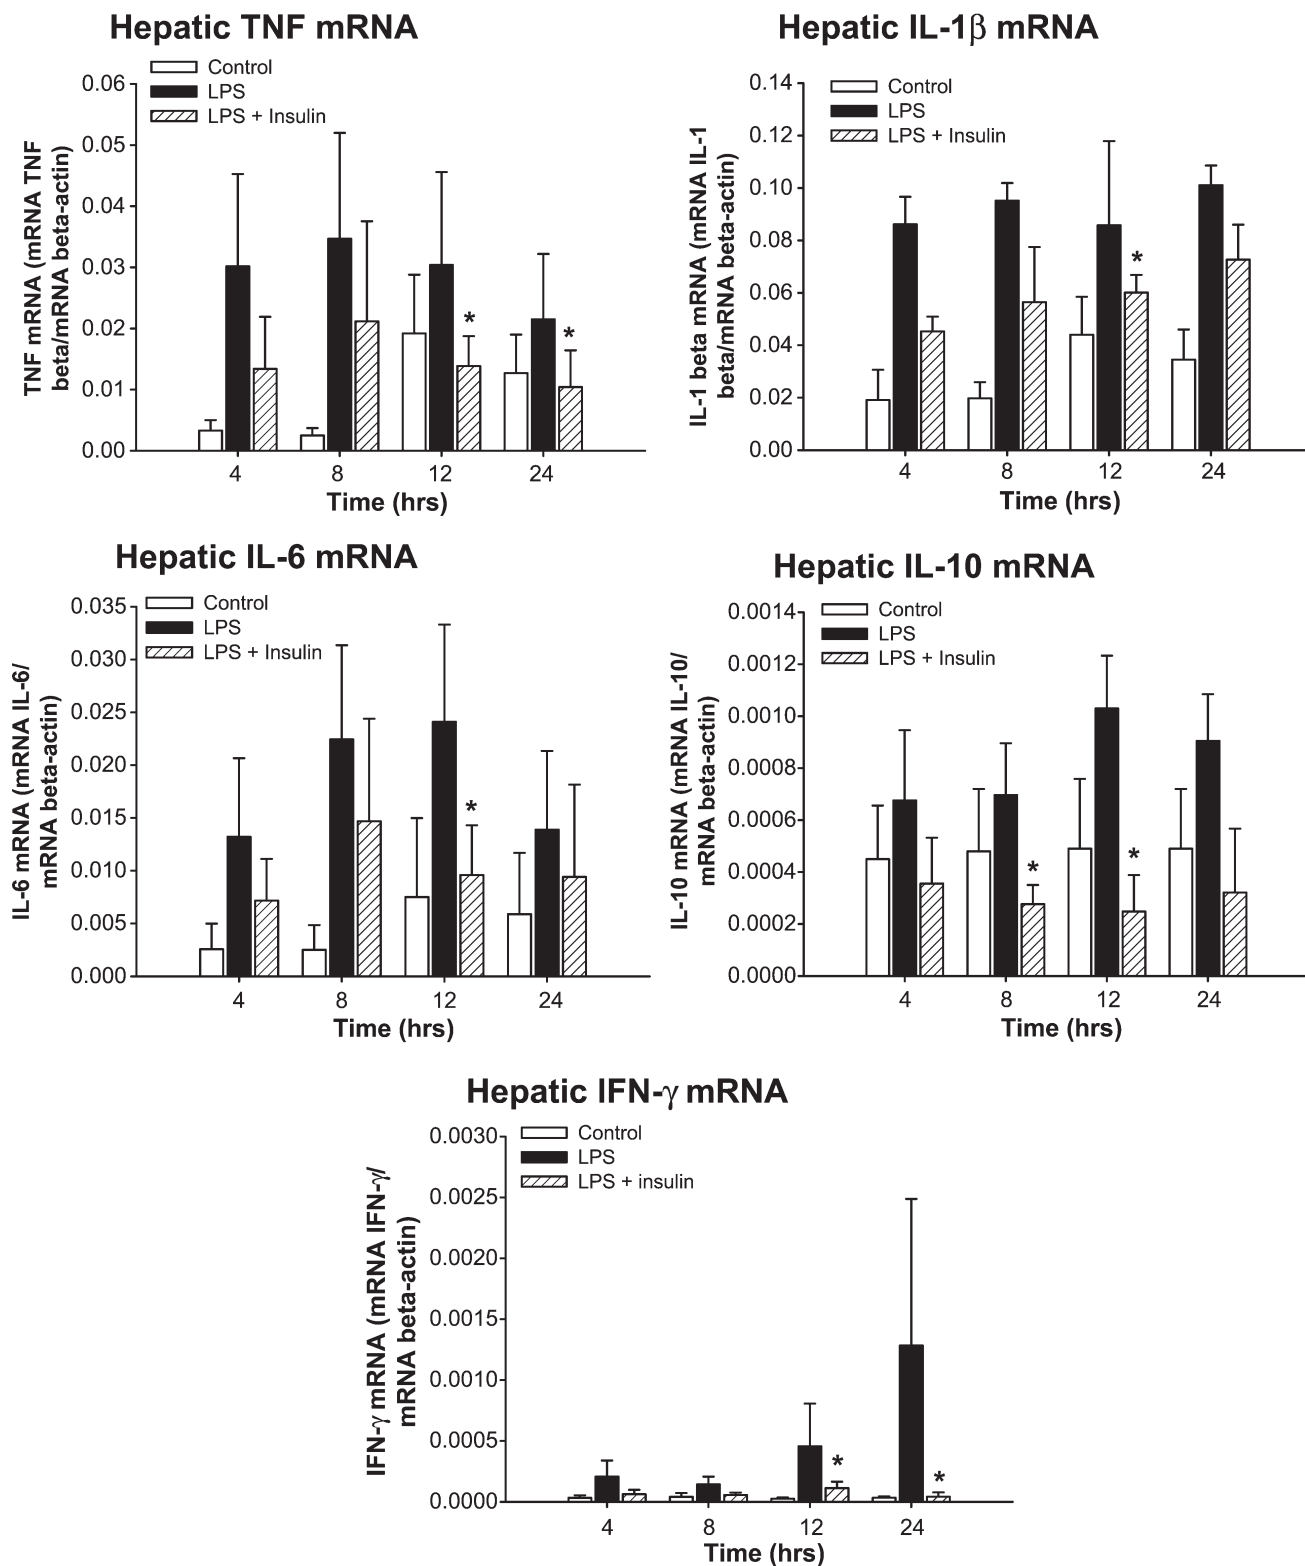 Hepatic TNF mRNA
Control
LPS
LPS + Insulin
0.06
0.05
0.04
0.03
0.02
0.01
0.00
TNF mRNA (mRNA TNF
beta/mRNA beta-actin)
*
*
4 8 12 24
Time (hrs)
Hepatic IL-1β mRNA
Control
LPS
LPS + Insulin
0.14
0.12
0.10
0.08
0.06
0.04
0.02
0.00
IL-1 beta mRNA (mRNA IL-1
beta/mRNA beta-actin)
*
4 8 12 24
Time (hrs)
Hepatic IL-6 mRNA
Control
LPS
LPS + Insulin
0.035
0.030
0.025
0.020
0.015
0.010
0.005
0.000
IL-6 mRNA (mRNA IL-6/
mRNA beta-actin)
*
4 8 12 24
Time (hrs)
Hepatic IL-10 mRNA
Control
LPS
LPS + Insulin
0.0014
0.0012
0.0010
0.0008
0.0006
0.0004
0.0002
0.0000
IL-10 mRNA (mRNA IL-10/
mRNA beta-actin)
*
*
4 8 12 24
Time (hrs)
Hepatic IFN-γ mRNA
Control
LPS
LPS + insulin
0.0030
0.0025
0.0020
0.0015
0.0010
0.0005
0.0000
IFN-γ mRNA (mRNA IFN-γ/
mRNA beta-actin)
*
*
4 8 12 24
Time (hrs)